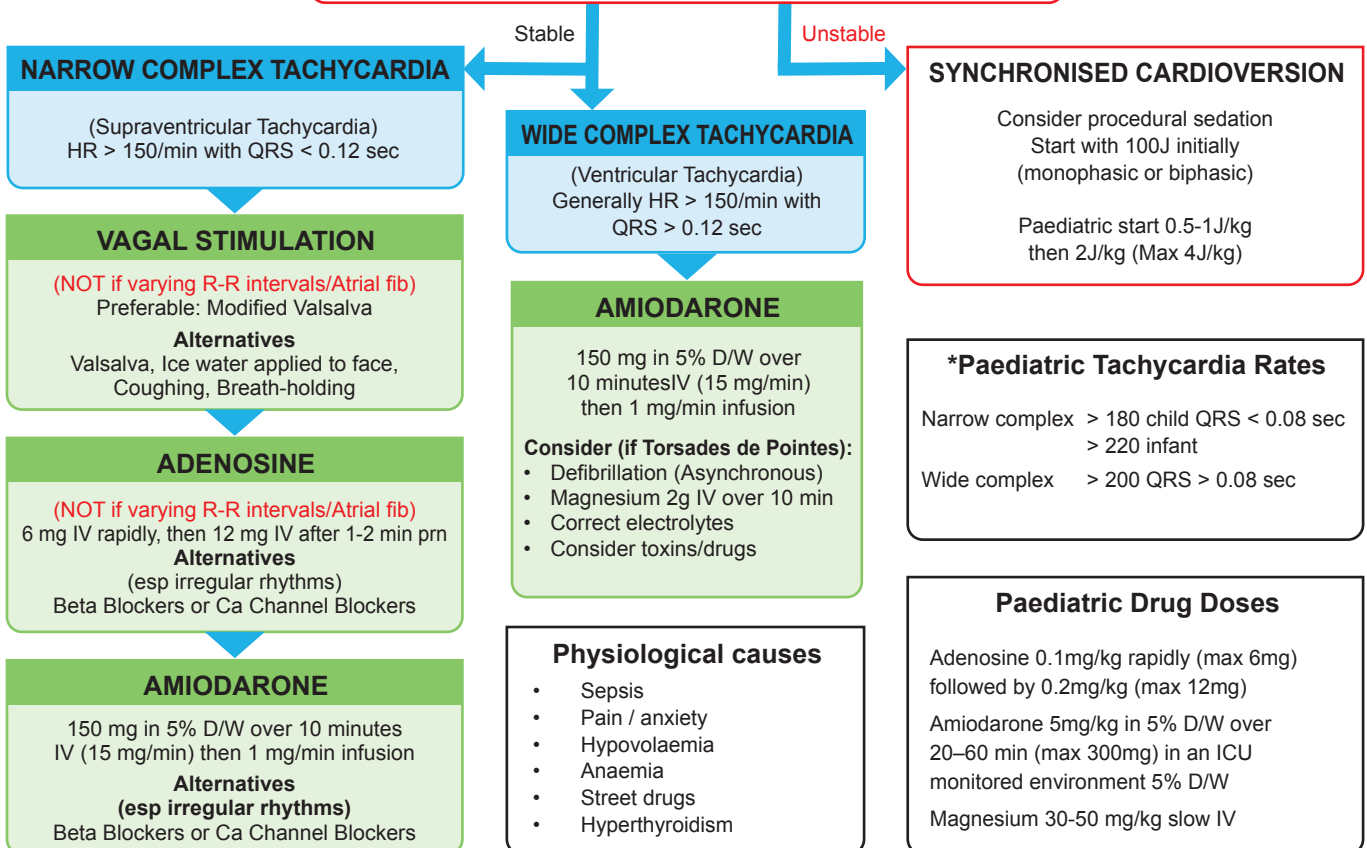 Stable
Unstable
NARROW COMPLEX TACHYCARDIA
(Supraventricular Tachycardia)
HR > 150/min with QRS < 0.12 sec
VAGAL STIMULATION
(NOT if varying R-R intervals/Atrial fib)
Preferable: Modified Valsalva
Alternatives
Valsalva, Ice water applied to face,
Coughing, Breath-holding
ADENOSINE
(NOT if varying R-R intervals/Atrial fib)
6 mg IV rapidly, then 12 mg IV after 1-2 min prn
Alternatives
(esp irregular rhythms)
Beta Blockers or Ca Channel Blockers
AMIODARONE
150 mg in 5% D/W over 10 minutes
IV (15 mg/min) then 1 mg/min infusion
Alternatives
(esp irregular rhythms)
Beta Blockers or Ca Channel Blockers
WIDE COMPLEX TACHYCARDIA
(Ventricular Tachycardia)
Generally HR > 150/min with
QRS > 0.12 sec
AMIODARONE
150 mg in 5% D/W over
10 minutesIV (15 mg/min)
then 1 mg/min infusion
Consider (if Torsades de Pointes):
• Defibrillation (Asynchronous)
• Magnesium 2g IV over 10 min
• Correct electrolytes
• Consider toxins/drugs
Physiological causes
• Sepsis
• Pain / anxiety
• Hypovolaemia
• Anaemia
• Street drugs
• Hyperthyroidism
SYNCHRONISED CARDIOVERSION
Consider procedural sedation
Start with 100J initially
(monophasic or biphasic)
Paediatric start 0.5-1J/kg
then 2J/kg (Max 4J/kg)
*Paediatric Tachycardia Rates
Narrow complex > 180 child QRS < 0.08 sec
> 220 infant
Wide complex > 200 QRS > 0.08 sec
Paediatric Drug Doses
Adenosine 0.1mg/kg rapidly (max 6mg)
followed by 0.2mg/kg (max 12mg)
Amiodarone 5mg/kg in 5% D/W over
20–60 min (max 300mg) in an ICU
monitored environment 5% D/W
Magnesium 30-50 mg/kg slow IV